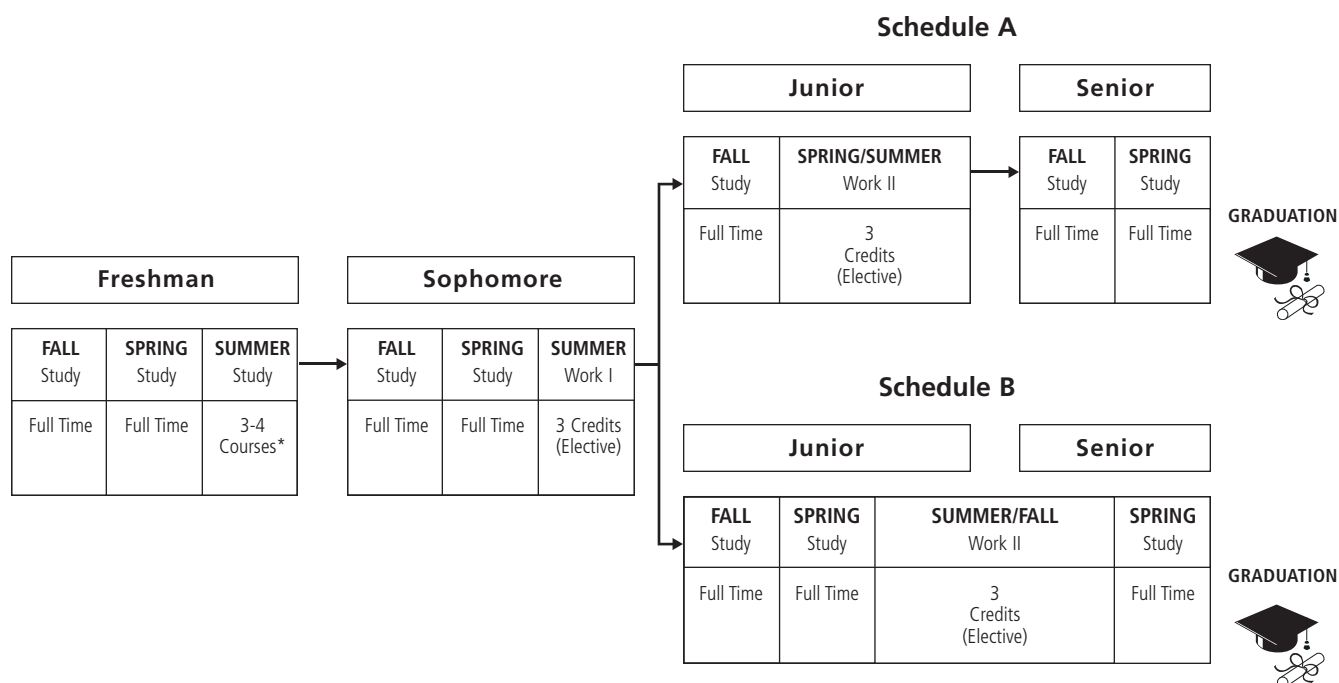 Schedule A
Junior
Senior
FALL
Study
SPRING/SUMMER
Work II
FALL
Study
SPRING
Study
Full Time
3
Credits
(Elective)
Full Time
Full Time
GRADUATION
Freshman
Sophomore
FALL
Study
SPRING
Study
SUMMER
Study
FALL
Study
SPRING
Study
SUMMER
Work I
Full Time
Full Time
3-4
Courses*
Full Time
Full Time
3 Credits
(Elective)
Schedule B
Junior
Senior
FALL
Study
SPRING
Study
SUMMER/FALL
Work II
SPRING
Study
Full Time
Full Time
3
Credits
(Elective)
Full Time
GRADUATION